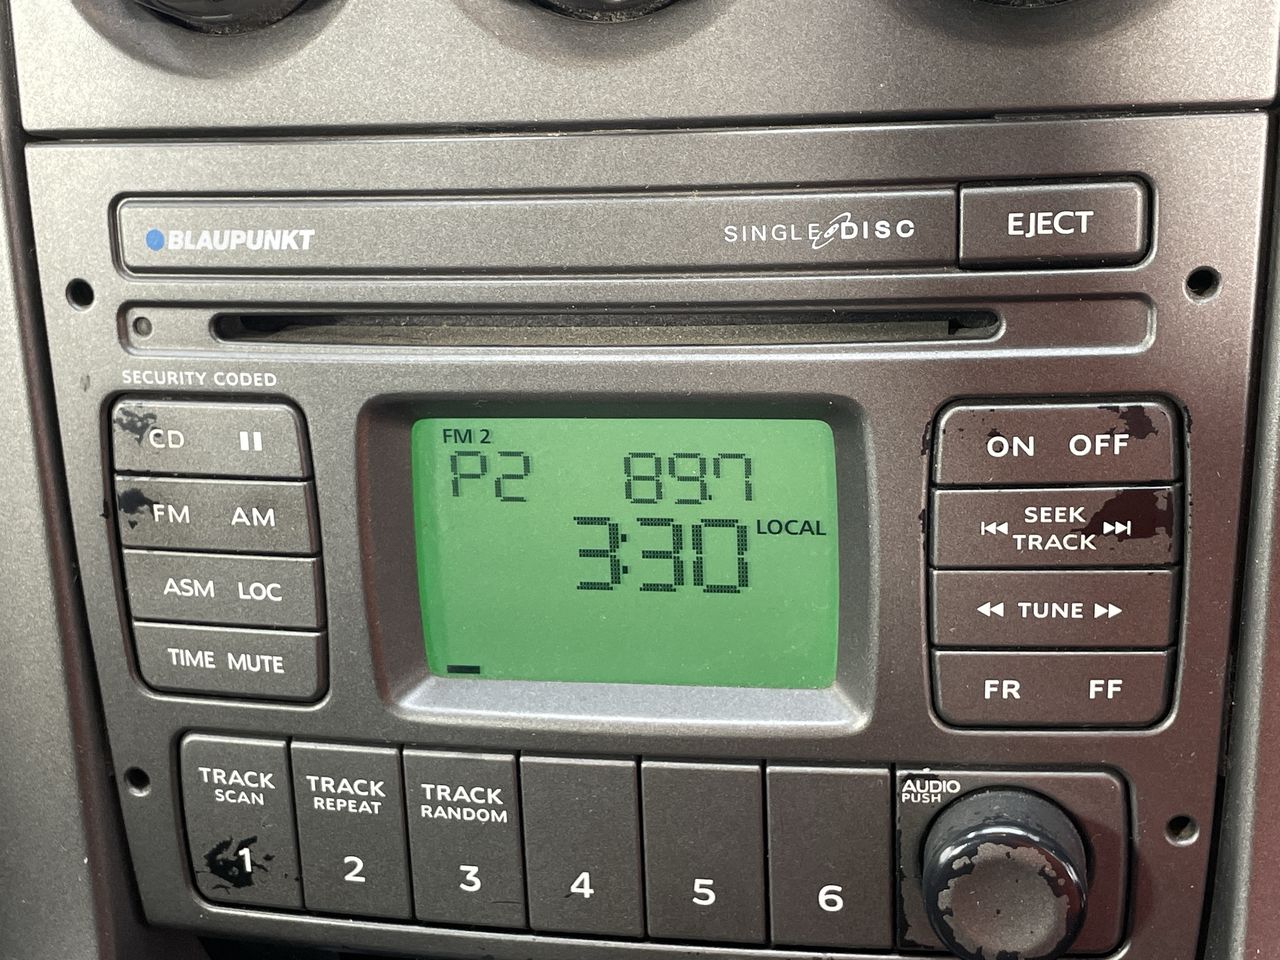 BLAUPUNKT
SINGLE DISC
EJECT
SECURITY CODED
CD
FM AM
ASM LOC
TIME MUTE
FM 2
P2 89.7
3:30 LOCAL
ON OFF
SEEK
TRACK
TUNE
FR FF
TRACK
SCAN
1
TRACK
REPEAT
2
TRACK
RANDOM
3
4
5
6
AUDIO
PUSH